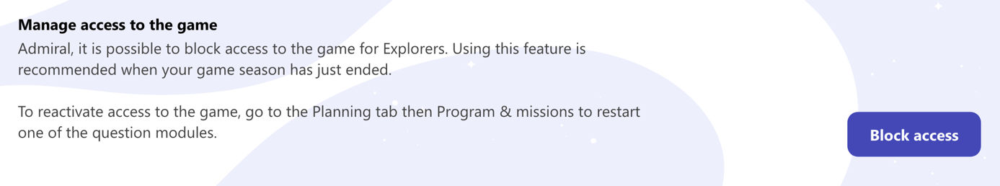 Manage access to the game
Admiral, it is possible to block access to the game for Explorers. Using this feature is
recommended when your game season has just ended.
To reactivate access to the game, go to the Planning tab then Program & missions to restart
one of the question modules.
Block access